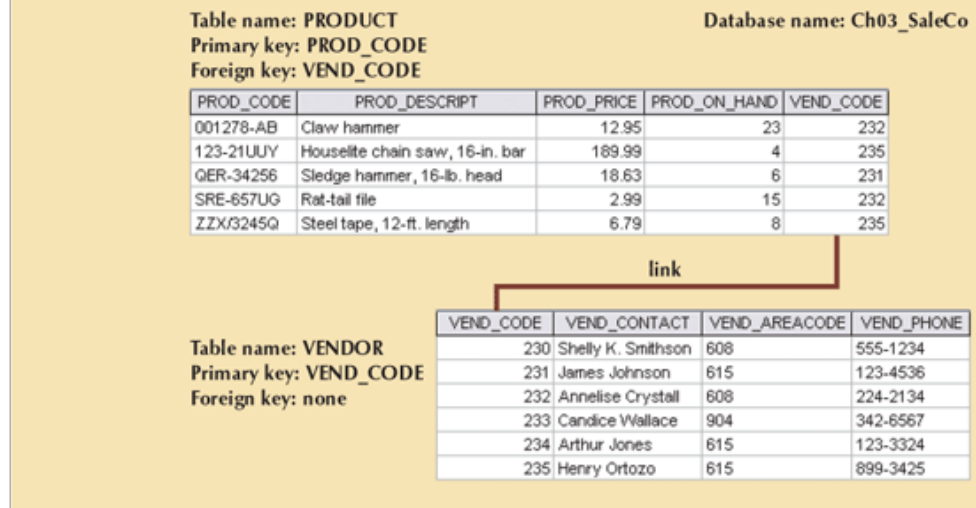 Table name: PRODUCT Database name: Ch03_SaleCo
Primary key: PROD_CODE
Foreign key: VEND_CODE
PROD_CODE PROD_DESCRIPT PROD_PRICE PROD_ON_HAND VEND_CODE
001278-AB Claw hammer 12.95 23 232
123-21UUY Houselite chain saw, 16-in. bar 189.99 4 235
QER-34256 Sledge hammer, 16-lb. head 18.63 6 231
SRE-657UG Rat-tail file 2.99 15 232
ZZX/3245Q Steel tape, 12-ft. length 6.79 8 235
link
Table name: VENDOR
Primary key: VEND_CODE
Foreign key: none
VEND_CODE VEND_CONTACT VEND_AREACODE VEND_PHONE
230 Shelly K. Smithson 608 555-1234
231 James Johnson 615 123-4536
232 Annelise Crystall 608 224-2134
233 Candice Wallace 904 342-6567
234 Arthur Jones 615 123-3324
235 Henry Ortozo 615 899-3425